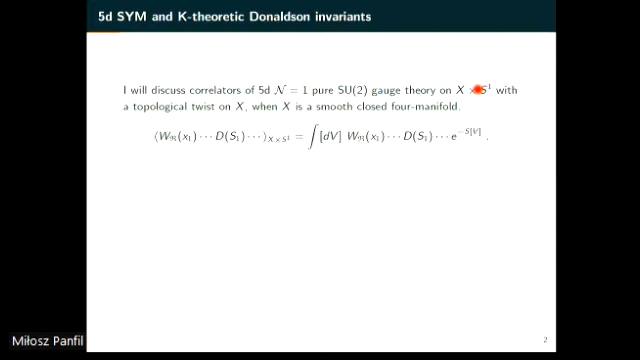 5d SYM and K-theoretic Donaldson invariants
I will discuss correlators of 5d 𝒩 = 1 pure SU(2) gauge theory on X × S¹ with
a topological twist on X, when X is a smooth closed four-manifold.
⟨W_ℜ(x₁) ⋯ D(S₁) ⋯⟩_{X×S¹} = ∫[dV] W_ℜ(x₁) ⋯ D(S₁) ⋯ e^{−S[V]} .
Miłosz Panfil
2